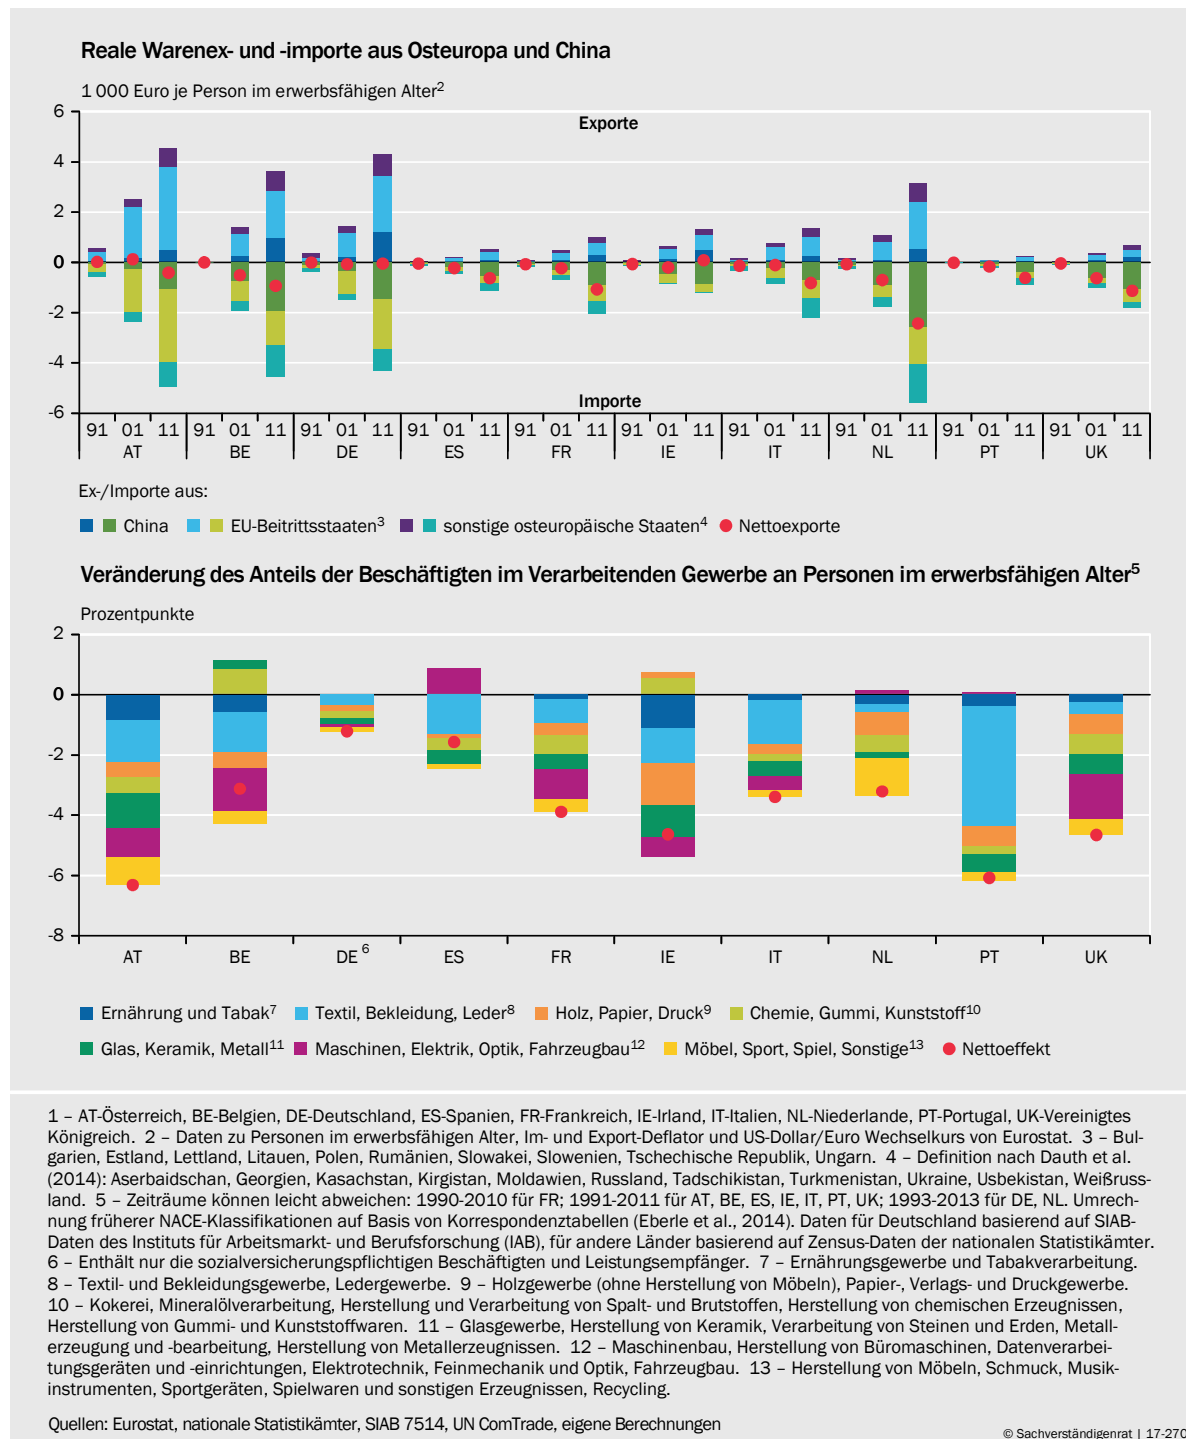 Reale Warenex- und -importe aus Osteuropa und China
1 000 Euro je Person im erwerbsfähigen Alter²
6
Exporte
4
2
0
-2
-4
Importe
-6
91 01 11 91 01 11 91 01 11 91 01 11 91 01 11 91 01 11 91 01 11 91 01 11 91 01 11 91 01 11
AT BE DE ES FR IE IT NL PT UK
Ex-/Importe aus:
China EU-Beitrittsstaaten³ sonstige osteuropäische Staaten⁴ Nettoexporte
Veränderung des Anteils der Beschäftigten im Verarbeitenden Gewerbe an Personen im erwerbsfähigen Alter⁵
Prozentpunkte
2
0
-2
-4
-6
-8
AT BE DE⁶ ES FR IE IT NL PT UK
Ernährung und Tabak⁷ Textil, Bekleidung, Leder⁸ Holz, Papier, Druck⁹ Chemie, Gummi, Kunststoff¹⁰
Glas, Keramik, Metall¹¹ Maschinen, Elektrik, Optik, Fahrzeugbau¹² Möbel, Sport, Spiel, Sonstige¹³ Nettoeffekt
1 – AT-Österreich, BE-Belgien, DE-Deutschland, ES-Spanien, FR-Frankreich, IE-Irland, IT-Italien, NL-Niederlande, PT-Portugal, UK-Vereinigtes
Königreich. 2 – Daten zu Personen im erwerbsfähigen Alter, Im- und Export-Deflator und US-Dollar/Euro Wechselkurs von Eurostat. 3 – Bul-
garien, Estland, Lettland, Litauen, Polen, Rumänien, Slowakei, Slowenien, Tschechische Republik, Ungarn. 4 – Definition nach Dauth et al.
(2014): Aserbaidschan, Georgien, Kasachstan, Kirgistan, Moldawien, Russland, Tadschikistan, Turkmenistan, Ukraine, Usbekistan, Weißruss-
land. 5 – Zeiträume können leicht abweichen: 1990-2010 für FR; 1991-2011 für AT, BE, ES, IE, IT, PT, UK; 1993-2013 für DE, NL. Umrech-
nung früherer NACE-Klassifikationen auf Basis von Korrespondenztabellen (Eberle et al., 2014). Daten für Deutschland basierend auf SIAB-
Daten des Instituts für Arbeitsmarkt- und Berufsforschung (IAB), für andere Länder basierend auf Zensus-Daten der nationalen Statistikämter.
6 – Enthält nur die sozialversicherungspflichtigen Beschäftigten und Leistungsempfänger. 7 – Ernährungsgewerbe und Tabakverarbeitung.
8 – Textil- und Bekleidungsgewerbe, Ledergewerbe. 9 – Holzgewerbe (ohne Herstellung von Möbeln), Papier-, Verlags- und Druckgewerbe.
10 – Kokerei, Mineralölverarbeitung, Herstellung und Verarbeitung von Spalt- und Brutstoffen, Herstellung von chemischen Erzeugnissen,
Herstellung von Gummi- und Kunststoffwaren. 11 – Glasgewerbe, Herstellung von Keramik, Verarbeitung von Steinen und Erden, Metall-
erzeugung und -bearbeitung, Herstellung von Metallerzeugnissen. 12 – Maschinenbau, Herstellung von Büromaschinen, Datenverarbei-
tungsgeräten und -einrichtungen, Elektrotechnik, Feinmechanik und Optik, Fahrzeugbau. 13 – Herstellung von Möbeln, Schmuck, Musik-
instrumenten, Sportgeräten, Spielwaren und sonstigen Erzeugnissen, Recycling.
Quellen: Eurostat, nationale Statistikämter, SIAB 7514, UN ComTrade, eigene Berechnungen
© Sachverständigenrat | 17-270